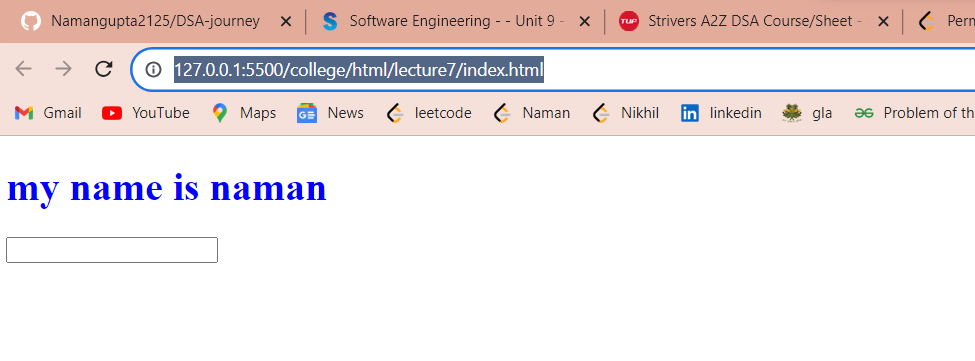 Namangupta2125/DSA-journey Software Engineering - - Unit 9 - TUF Strivers A2Z DSA Course/Sheet - Perm
127.0.0.1:5500/college/html/lecture7/index.html
Gmail YouTube Maps News leetcode Naman Nikhil linkedin gla Problem of th
my name is naman